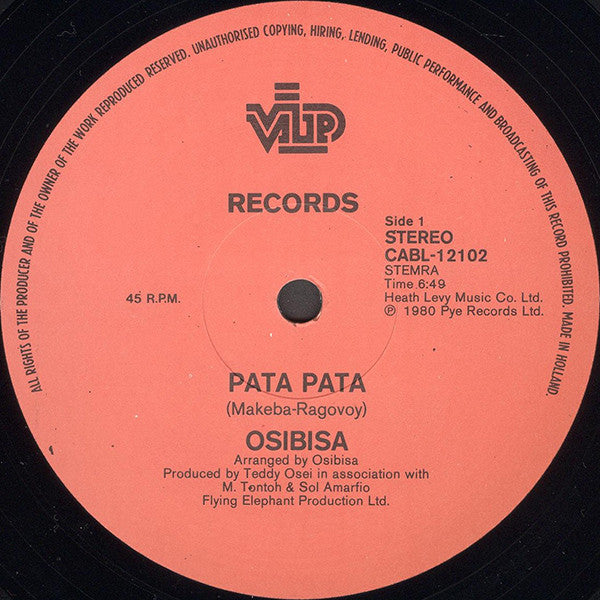 ALL RIGHTS OF THE PRODUCER AND OF THE OWNER OF THE WORK REPRODUCED RESERVED. UNAUTHORISED COPYING, HIRING, LENDING, PUBLIC PERFORMANCE AND BROADCASTING OF THIS RECORD PROHIBITED. MADE IN HOLLAND.
VIP
RECORDS
Side 1
STEREO
CABL-12102
STEMRA
Time 6:49
Heath Levy Music Co. Ltd.
℗ 1980 Pye Records Ltd.
45 R.P.M.
PATA PATA
(Makeba-Ragovoy)
OSIBISA
Arranged by Osibisa
Produced by Teddy Osei in association with
M. Tontoh & Sol Amarfio
Flying Elephant Production Ltd.